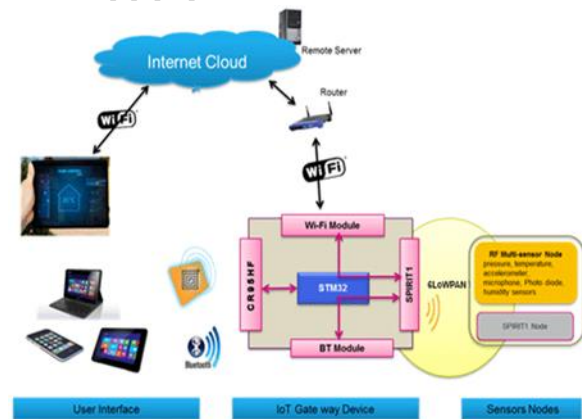 Remote Server
Internet Cloud
Router
WiFi
WiFi
Wi-Fi Module
CR95HF
STM32
SPIRIT1
BT Module
6LoWPAN
RF Multi-sensor Node
pressure, temperature,
accelerometer,
microphone, Photo diode,
humidity sensors
SPIRIT1 Node
Bluetooth
User Interface
IoT Gate way Device
Sensors Nodes